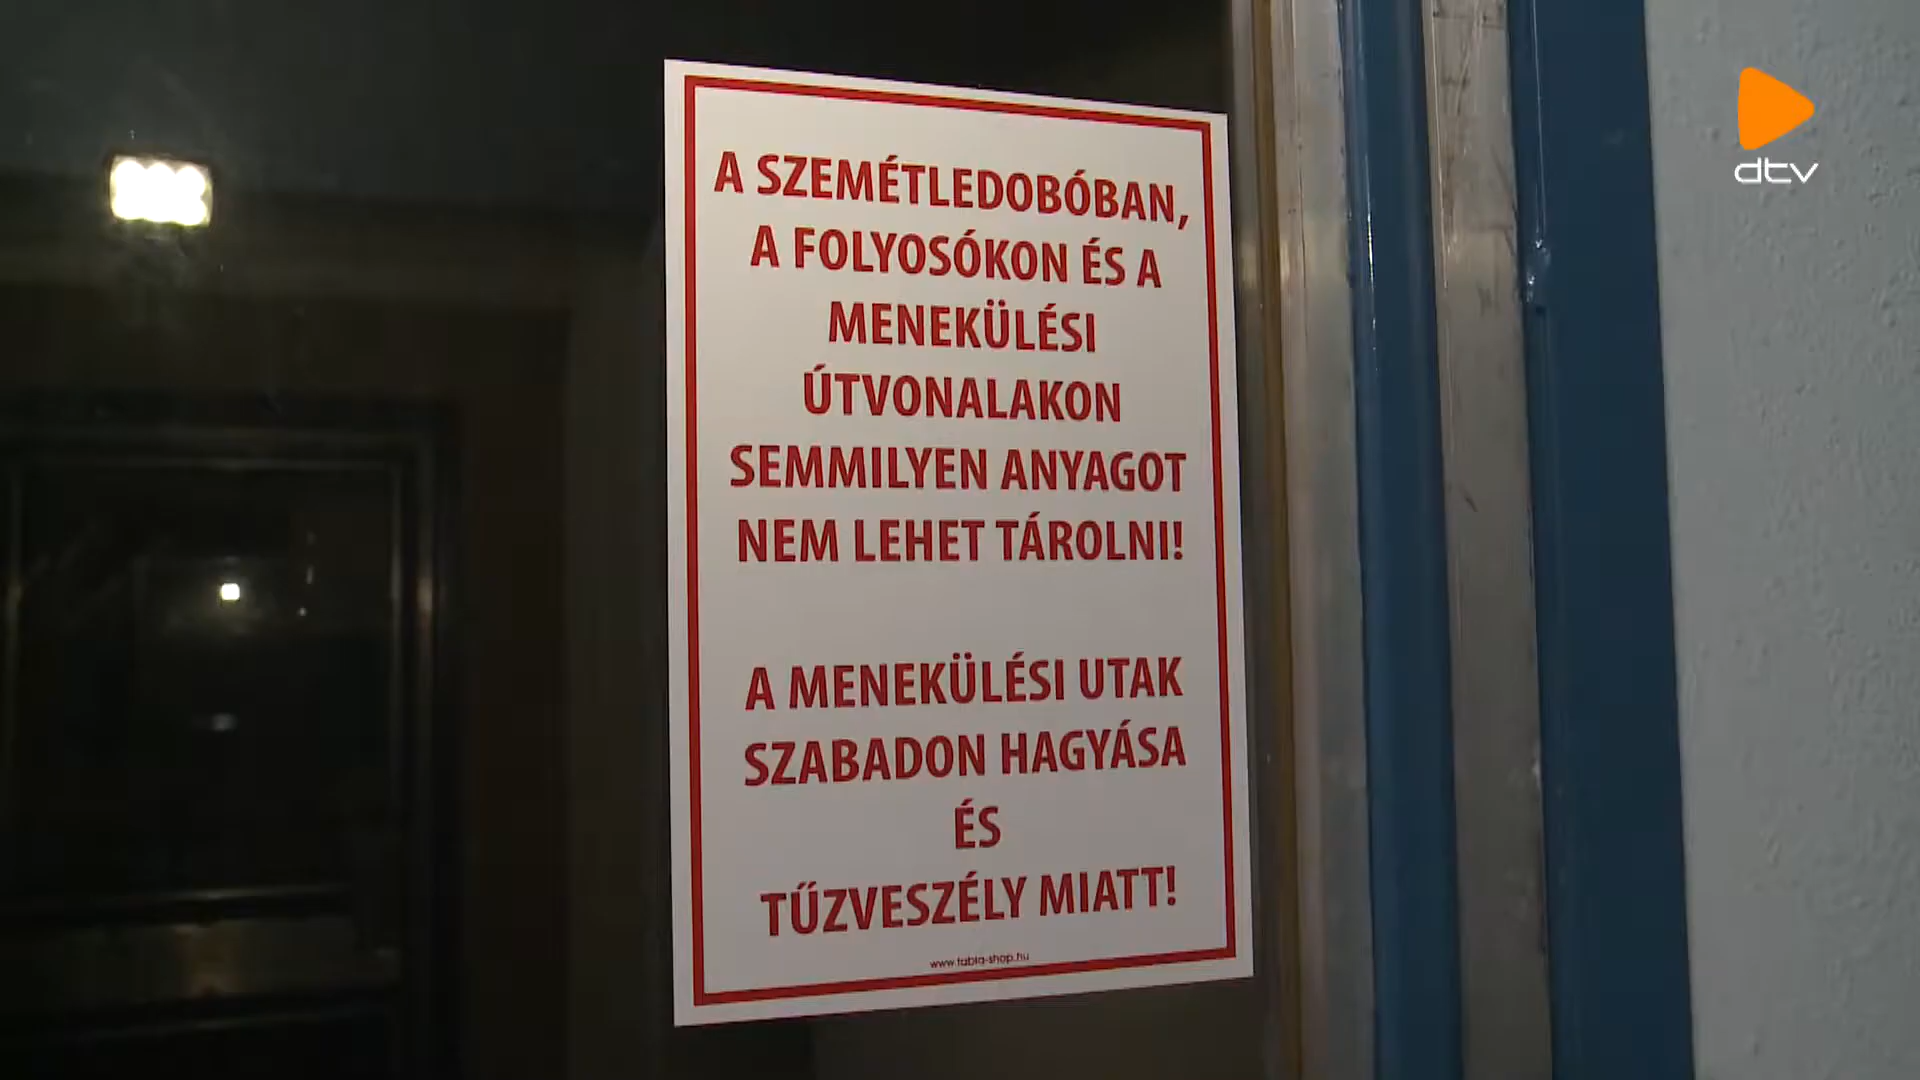 A SZEMÉTLEDOBÓBAN,
A FOLYOSÓKON ÉS A
MENEKÜLÉSI
ÚTVONALAKON
SEMMILYEN ANYAGOT
NEM LEHET TÁROLNI!
A MENEKÜLÉSI UTAK
SZABADON HAGYÁSA
ÉS
TŰZVESZÉLY MIATT!
www.tabla-shop.hu
dtv